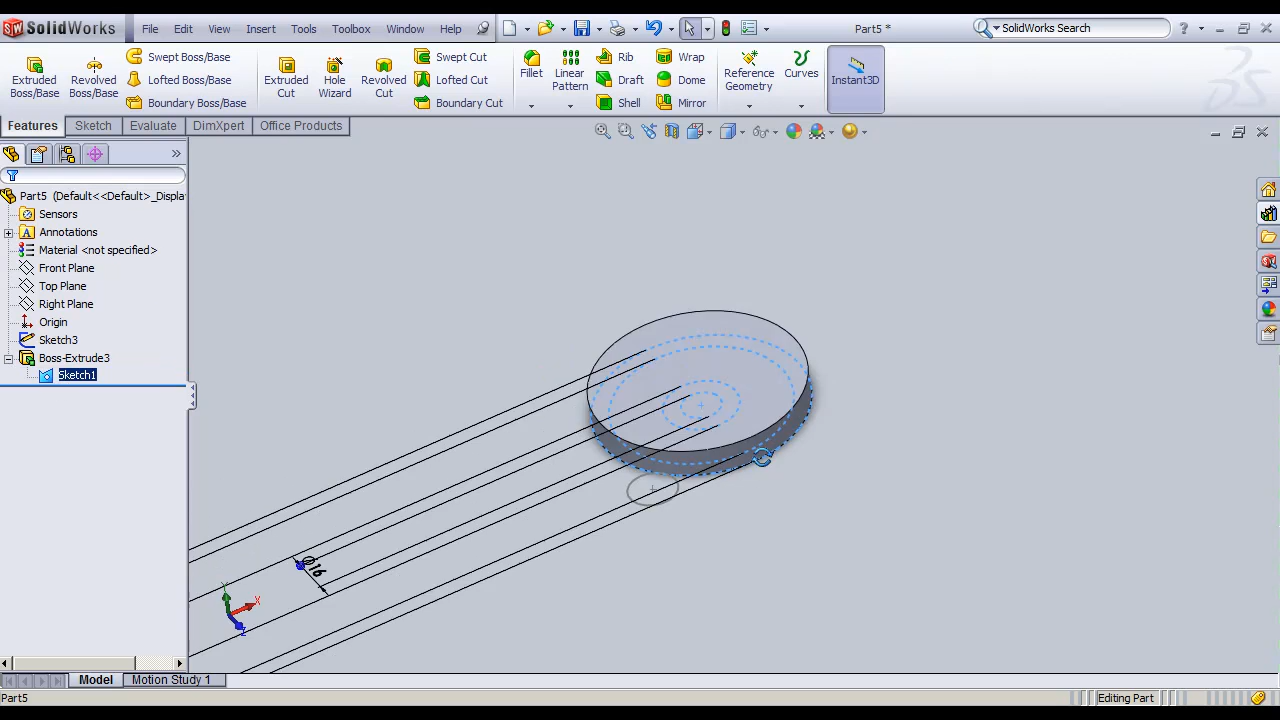 SolidWorks File Edit View Insert Tools Toolbox Window Help Part5 * SolidWorks Search
Extruded Boss/Base
Revolved Boss/Base
Swept Boss/Base
Lofted Boss/Base
Boundary Boss/Base
Extruded Cut
Hole Wizard
Revolved Cut
Swept Cut
Lofted Cut
Boundary Cut
Fillet
Linear Pattern
Rib
Draft
Shell
Wrap
Dome
Mirror
Reference Geometry
Curves
Instant3D
Features Sketch Evaluate DimXpert Office Products
Part5 (Default<<Default>_Displa
Sensors
Annotations
Material <not specified>
Front Plane
Top Plane
Right Plane
Origin
Sketch3
Boss-Extrude3
Sketch1
Ø16
Y
X
Z
Model Motion Study 1
Part5 Editing Part